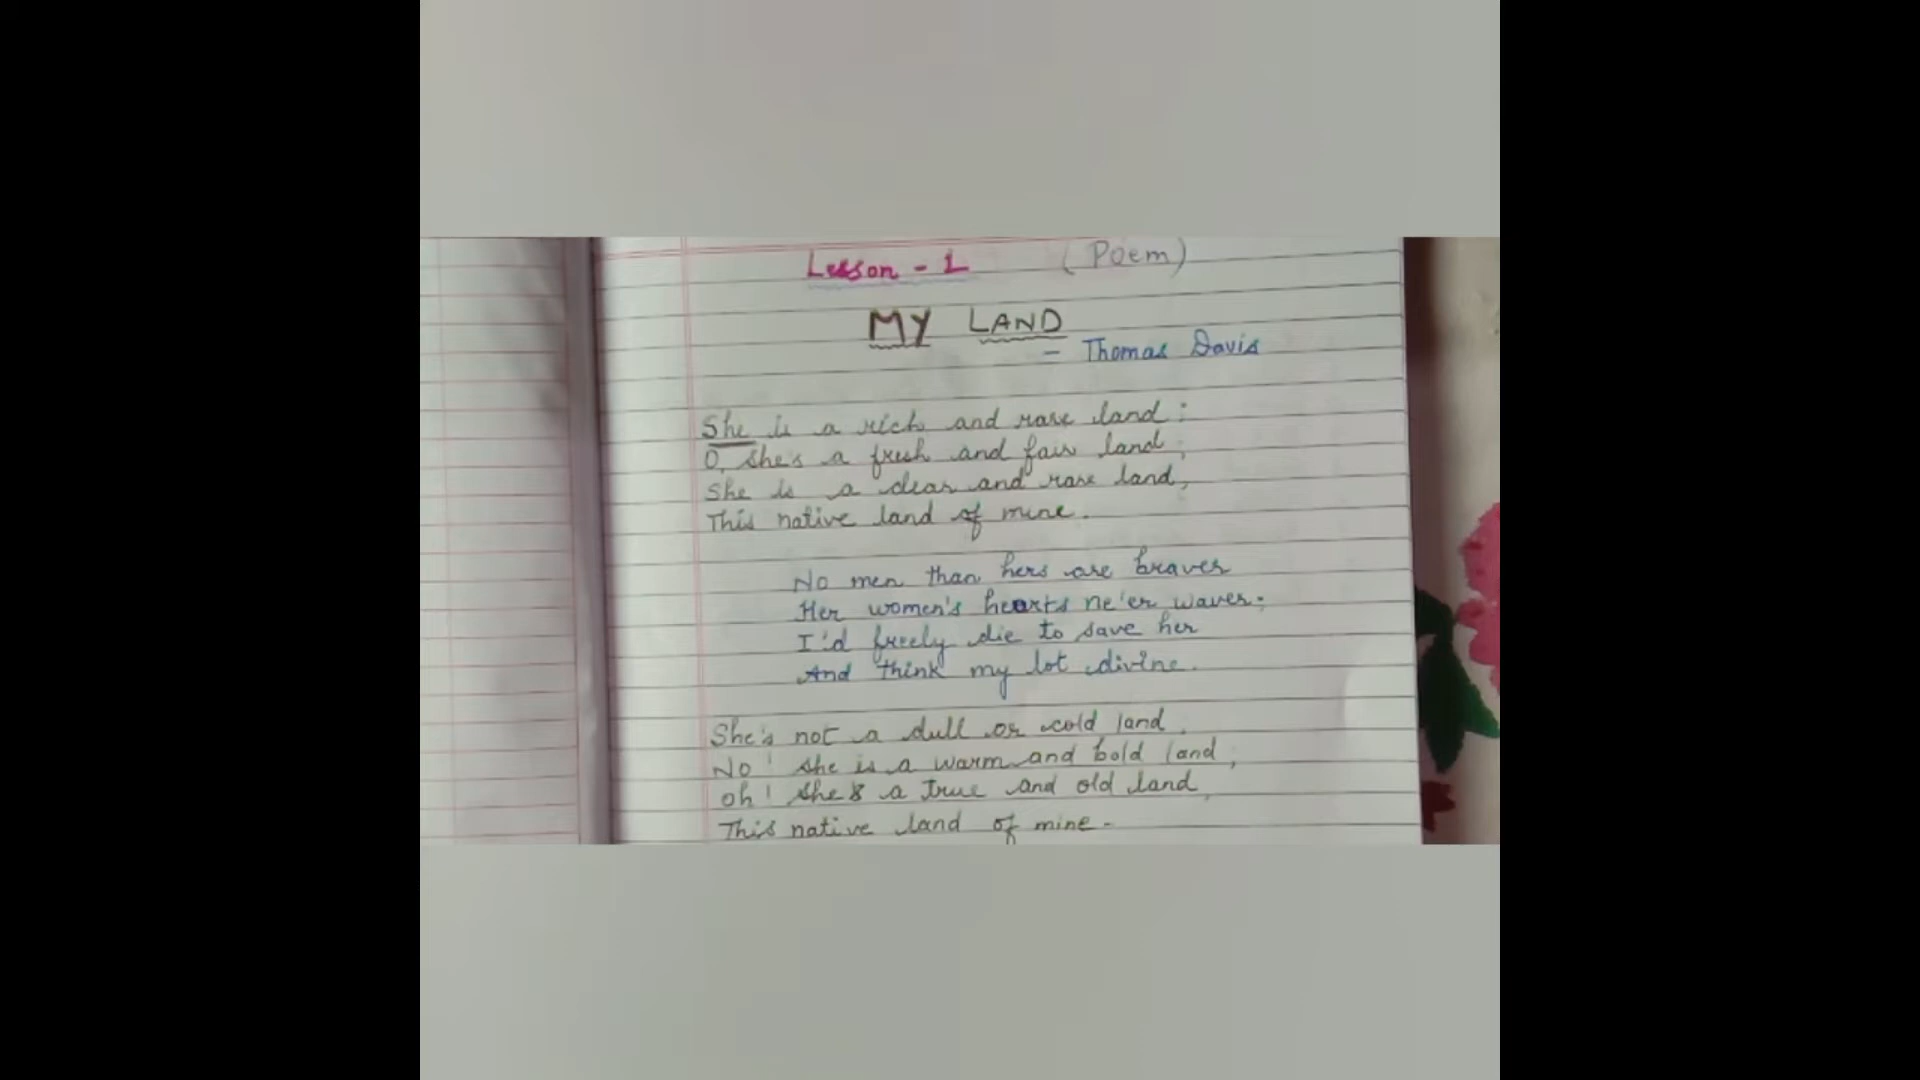 Lesson - 1 (Poem)
MY LAND
- Thomas Davis
She is a rich and rare land;
O, she's a fresh and fair land;
She is a dear and rare land,
This native land of mine.
No men than hers are braver
Her women's hearts ne'er waver;
I'd freely die to save her
And think my lot divine.
She's not a dull or cold land,
No! she is a warm and bold land;
Oh! she's a true and old land,
This native land of mine.